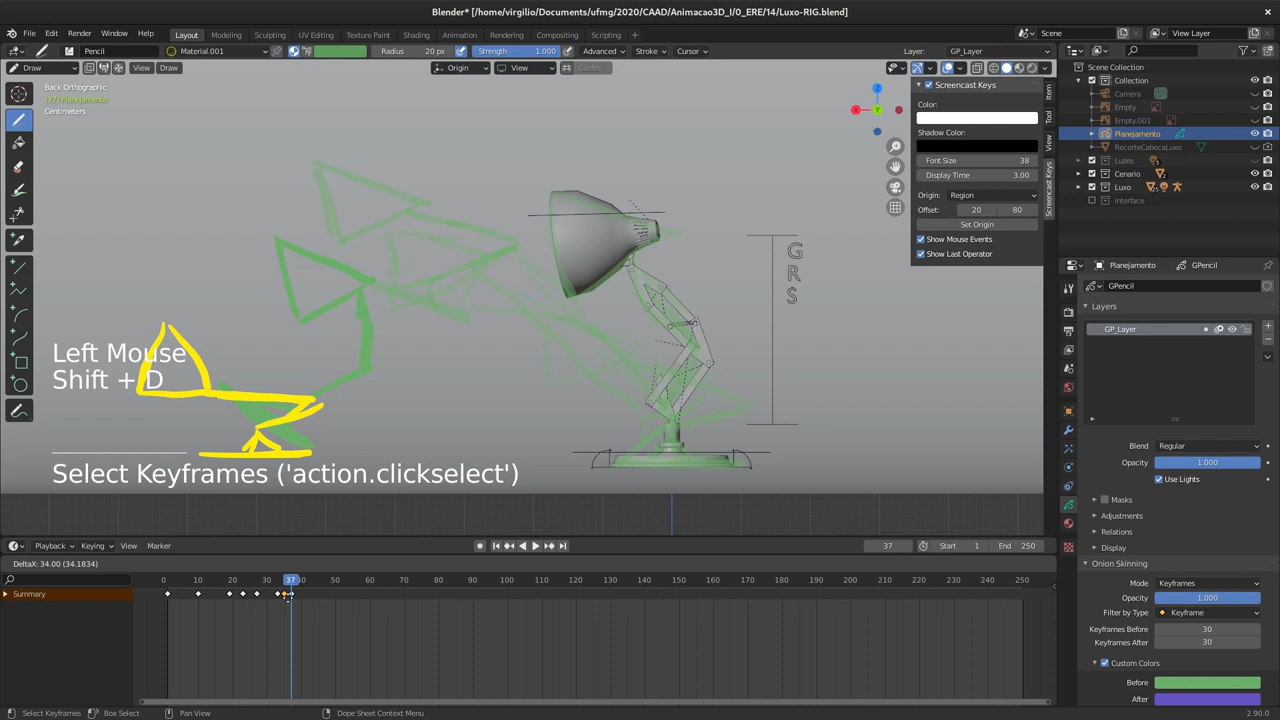 Blender* [/home/virgilio/Documents/ufmg/2020/CAAD/Animacao3D_I/0_ERE/14/Luxo-RIG.blend]
File Edit Render Window Help Layout Modeling Sculpting UV Editing Texture Paint Shading Animation Rendering Compositing Scripting + Scene View Layer
Pencil Material.001 Radius 20 px Strength 1.000 Advanced Stroke Cursor Layer: GP_Layer
Draw View Draw Origin View Guides
Back Orthographic
(37) Planejamento
Centimeters
Z
X
Y
Screencast Keys
Color:
Shadow Color:
Font Size 38
Display Time 3.00
Origin: Region
Offset: 20 80
Set Origin
Show Mouse Events
Show Last Operator
Item
Tool
View
Screencast Keys
G
R
S
Left Mouse
Shift + D
Select Keyframes ('action.clickselect')
Scene Collection
Collection
Camera
Empty
Empty.001
Planejamento
RecorteCabecaLuxo
Luzes
Cenario
Luxo
Interface
Planejamento GPencil
GPencil
Layers
GP_Layer
Blend Regular
Opacity 1.000
Use Lights
Masks
Adjustments
Relations
Display
Onion Skinning
Mode Keyframes
Opacity 1.000
Filter by Type Keyframe
Keyframes Before 30
Keyframes After 30
Custom Colors
Before
After
Playback Keying View Marker 37 Start 1 End 250
DeltaX: 34.00 (34.1834)
0 10 20 30 37 40 50 60 70 80 90 100 110 120 130 140 150 160 170 180 190 200 210 220 230 240 250
Summary
Select Keyframes Box Select Pan View Dope Sheet Context Menu 2.90.0